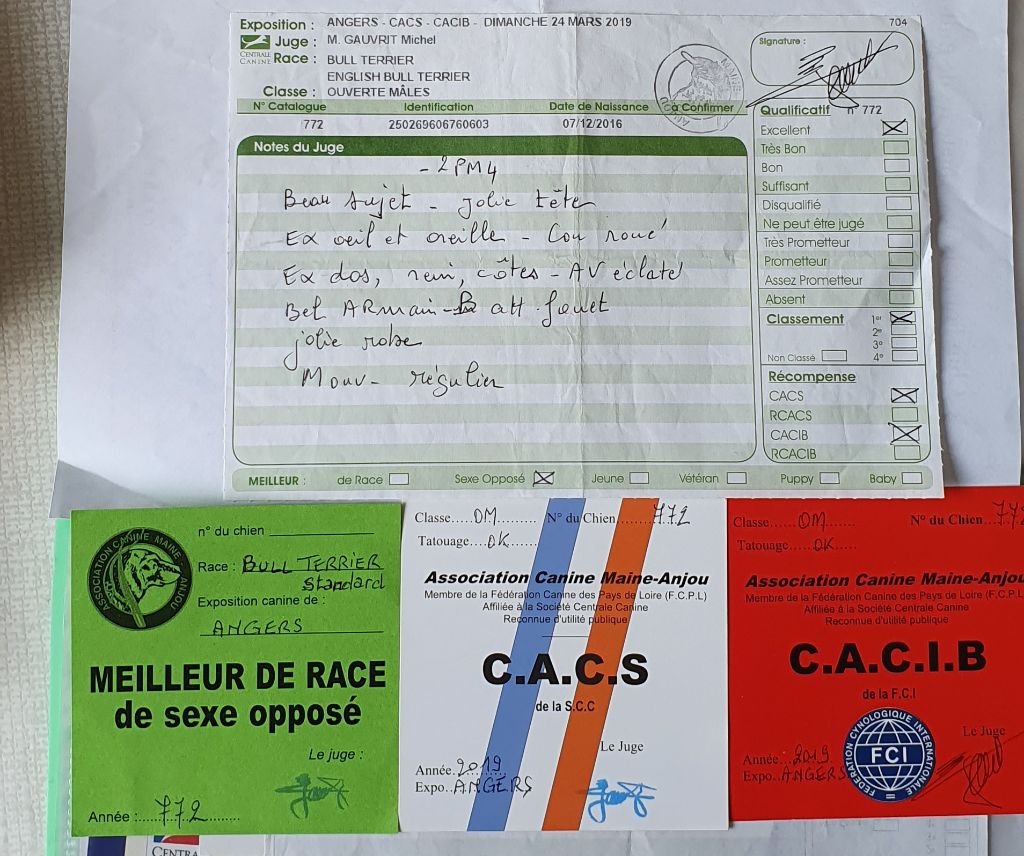 Exposition : ANGERS - CACS - CACIB - DIMANCHE 24 MARS 2019
704
Juge : M. GAUVRIT Michel
CENTRALE CANINE
Race : BULL TERRIER
ENGLISH BULL TERRIER
Classe : OUVERTE MÂLES
N° Catalogue Identification Date de Naissance à Confirmer
772 250269606760603 07/12/2016
Notes du Juge
- 2 PM4
Beau sujet - jolie tête
Ex oeil et oreille - Cou roué
Ex dos, rein, côtes - AV éclaté
Bel AR main - B att. fouet
jolie robe
Mouv - régulier
Signature :
Qualificatif n° 772
Excellent
Très Bon
Bon
Suffisant
Disqualifié
Ne peut être jugé
Très Prometteur
Prometteur
Assez Prometteur
Absent
Classement 1er
2e
3e
Non Classé 4e
Récompense
CACS
RCACS
CACIB
RCACIB
MEILLEUR : de Race Sexe Opposé Jeune Vétéran Puppy Baby
ASSOCIATION CANINE MAINE-ANJOU
n° du chien
Race : BULL TERRIER
Standard
Exposition canine de :
ANGERS
MEILLEUR DE RACE
de sexe opposé
Le juge :
Année : 772
Classe OM N° du Chien 772
Tatouage OK
Association Canine Maine-Anjou
Membre de la Fédération Canine des Pays de Loire (F.C.P.L)
Affiliée à la Société Centrale Canine
Reconnue d'utilité publique
C.A.C.S
de la S.C.C
Le Juge
Année 2019
Expo ANGERS
Classe OM N° du Chien 772
Tatouage OK
Association Canine Maine-Anjou
Membre de la Fédération Canine des Pays de Loire (F.C.P.L
Affiliée à la Société Centrale Canine
Reconnue d'utilité publique
C.A.C.I.B
de la F.C.I
FEDERATION CYNOLOGIQUE INTERNATIONALE
FCI
Le Juge
Année 2019
Expo ANGERS
CENTRA